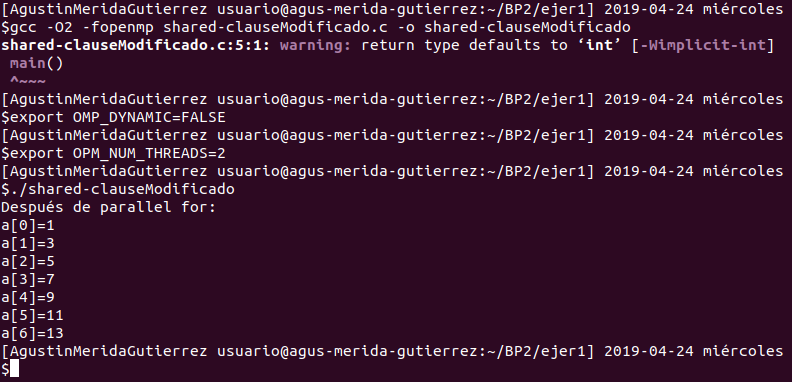 [AgustinMeridaGutierrez usuario@agus-merida-gutierrez:~/BP2/ejer1] 2019-04-24 miércoles
$gcc -O2 -fopenmp shared-clauseModificado.c -o shared-clauseModificado
shared-clauseModificado.c:5:1: warning: return type defaults to ‘int’ [-Wimplicit-int]
 main()
 ^~~~
[AgustinMeridaGutierrez usuario@agus-merida-gutierrez:~/BP2/ejer1] 2019-04-24 miércoles
$export OMP_DYNAMIC=FALSE
[AgustinMeridaGutierrez usuario@agus-merida-gutierrez:~/BP2/ejer1] 2019-04-24 miércoles
$export OPM_NUM_THREADS=2
[AgustinMeridaGutierrez usuario@agus-merida-gutierrez:~/BP2/ejer1] 2019-04-24 miércoles
$./shared-clauseModificado
Después de parallel for:
a[0]=1
a[1]=3
a[2]=5
a[3]=7
a[4]=9
a[5]=11
a[6]=13
[AgustinMeridaGutierrez usuario@agus-merida-gutierrez:~/BP2/ejer1] 2019-04-24 miércoles
$